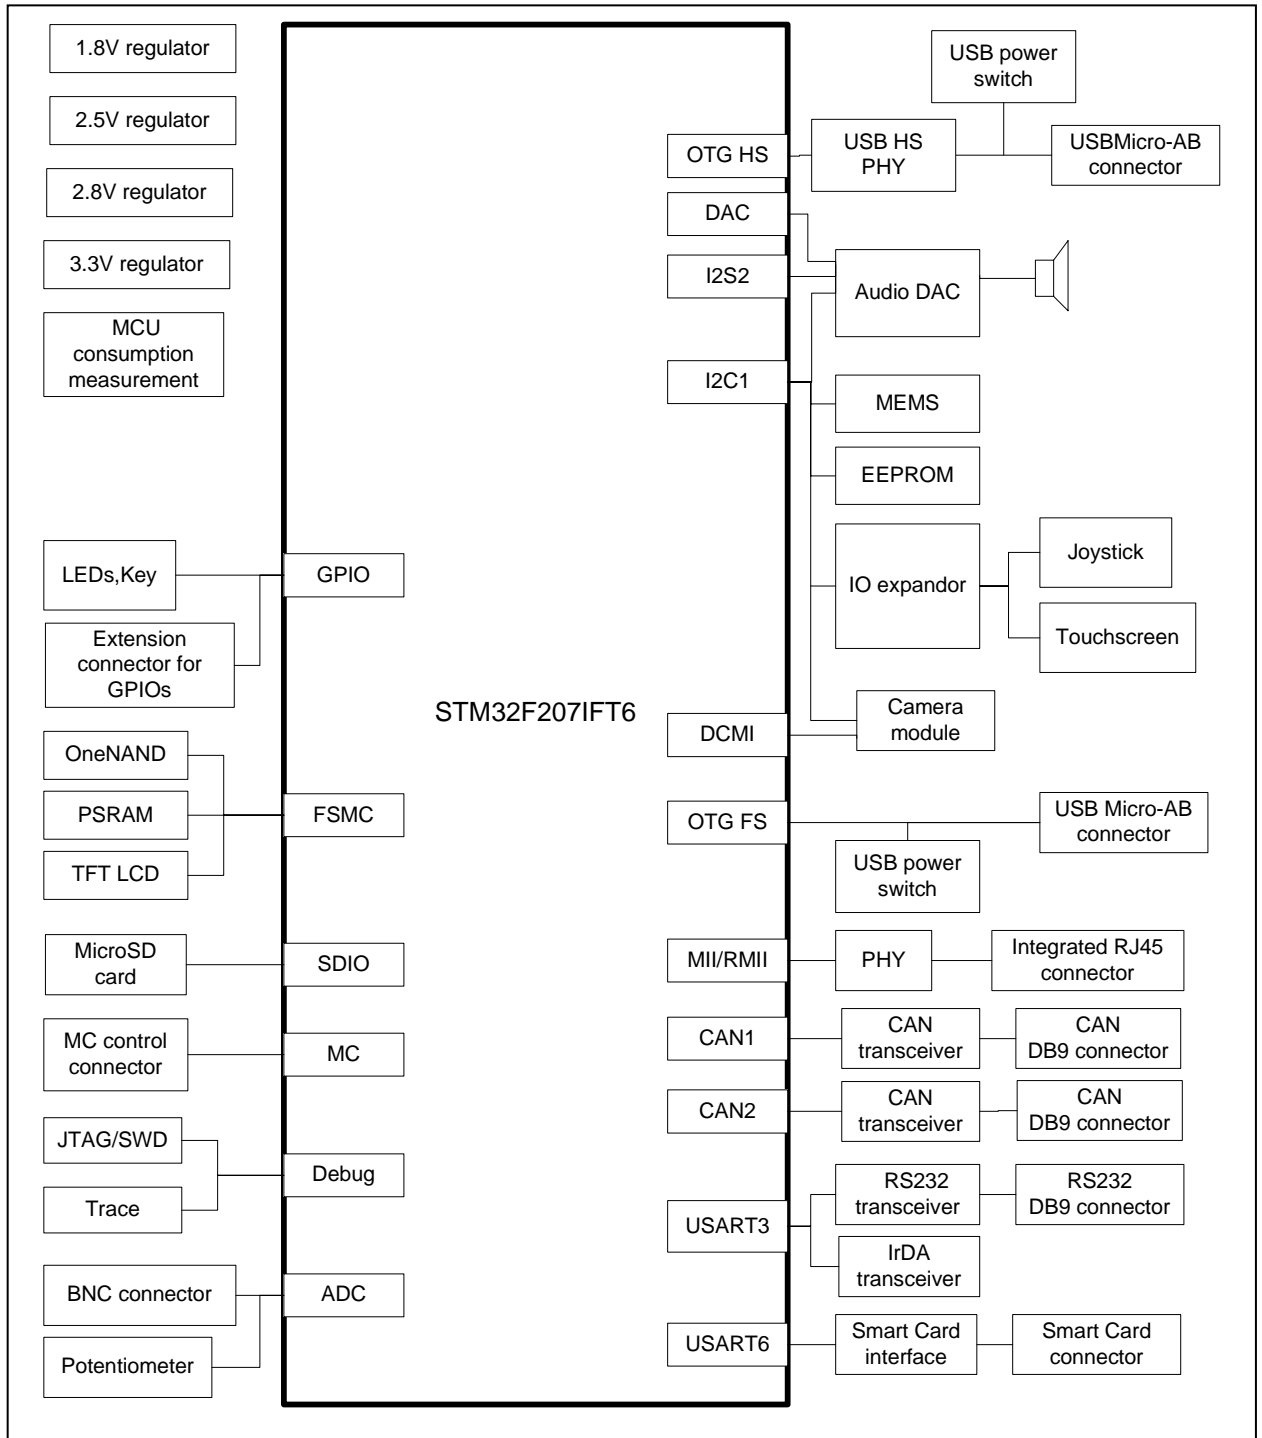 1.8V regulator
2.5V regulator
2.8V regulator
3.3V regulator
MCU
consumption
measurement
LEDs,Key
Extension
connector for
GPIOs
OneNAND
PSRAM
TFT LCD
MicroSD
card
MC control
connector
JTAG/SWD
Trace
BNC connector
Potentiometer
GPIO
FSMC
SDIO
MC
Debug
ADC
STM32F207IFT6
OTG HS
DAC
I2S2
I2C1
DCMI
OTG FS
MII/RMII
CAN1
CAN2
USART3
USART6
USB power
switch
USB HS
PHY
USBMicro-AB
connector
Audio DAC
MEMS
EEPROM
IO expandor
Joystick
Touchscreen
Camera
module
USB Micro-AB
connector
USB power
switch
PHY
Integrated RJ45
connector
CAN
transceiver
CAN
DB9 connector
CAN
transceiver
CAN
DB9 connector
RS232
transceiver
RS232
DB9 connector
IrDA
transceiver
Smart Card
interface
Smart Card
connector